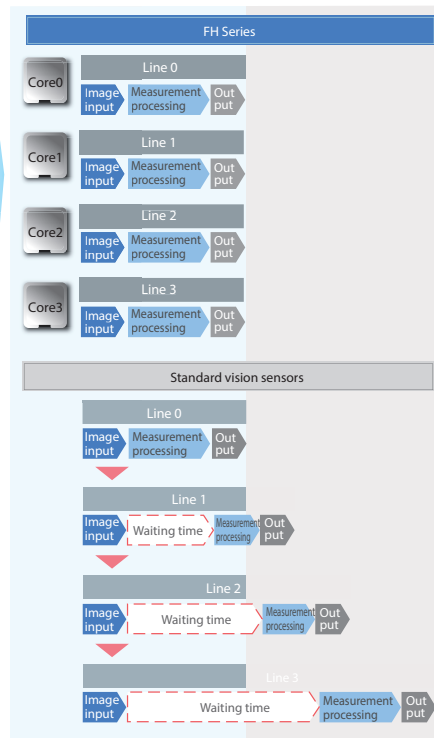 FH Series
Core0
Line 0
Image input
Measurement processing
Out put
Core1
Line 1
Image input
Measurement processing
Out put
Core2
Line 2
Image input
Measurement processing
Out put
Core3
Line 3
Image input
Measurement processing
Out put
Standard vision sensors
Line 0
Image input
Measurement processing
Out put
Line 1
Image input
Waiting time
Measurement processing
Out put
Line 2
Image input
Waiting time
Measurement processing
Out put
Line 3
Image input
Waiting time
Measurement processing
Out put